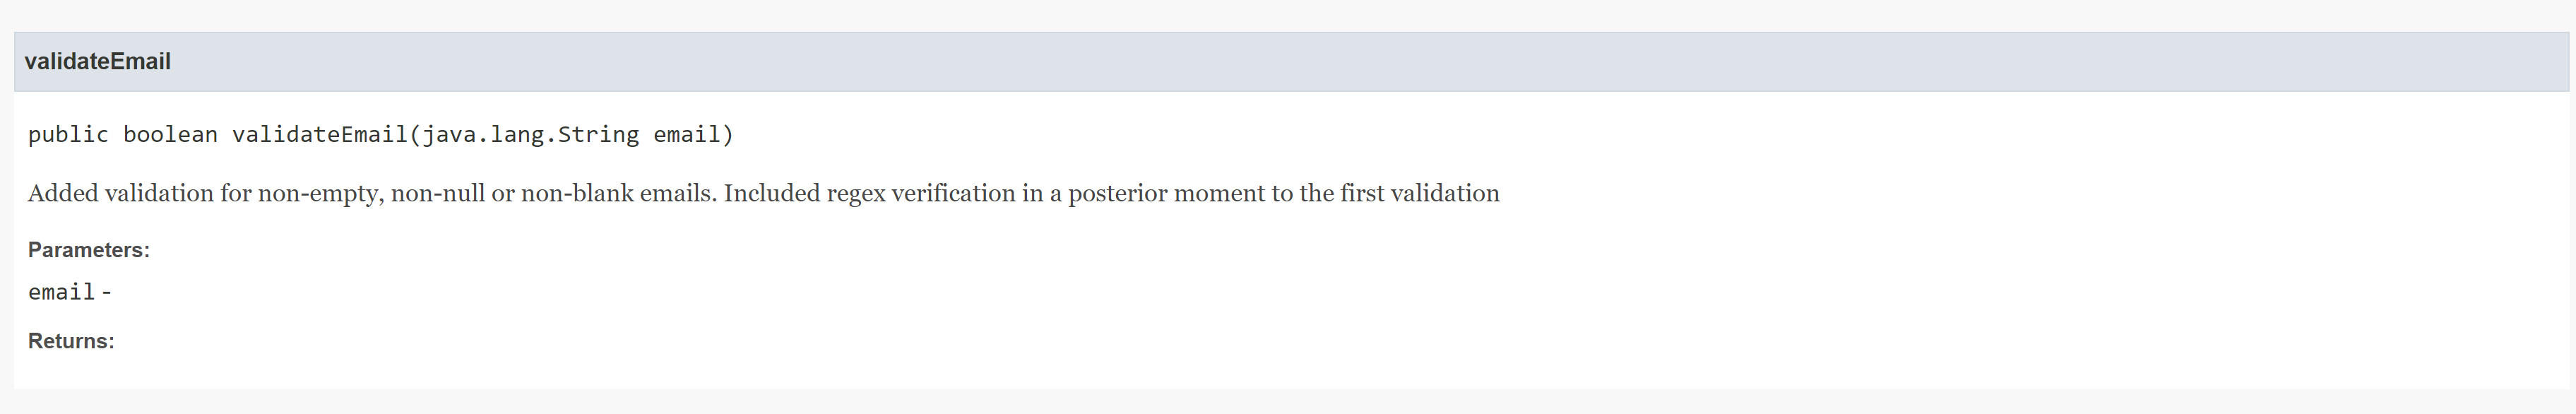 validateEmail
public boolean validateEmail(java.lang.String email)
Added validation for non-empty, non-null or non-blank emails. Included regex verification in a posterior moment to the first validation
Parameters:
email -
Returns: